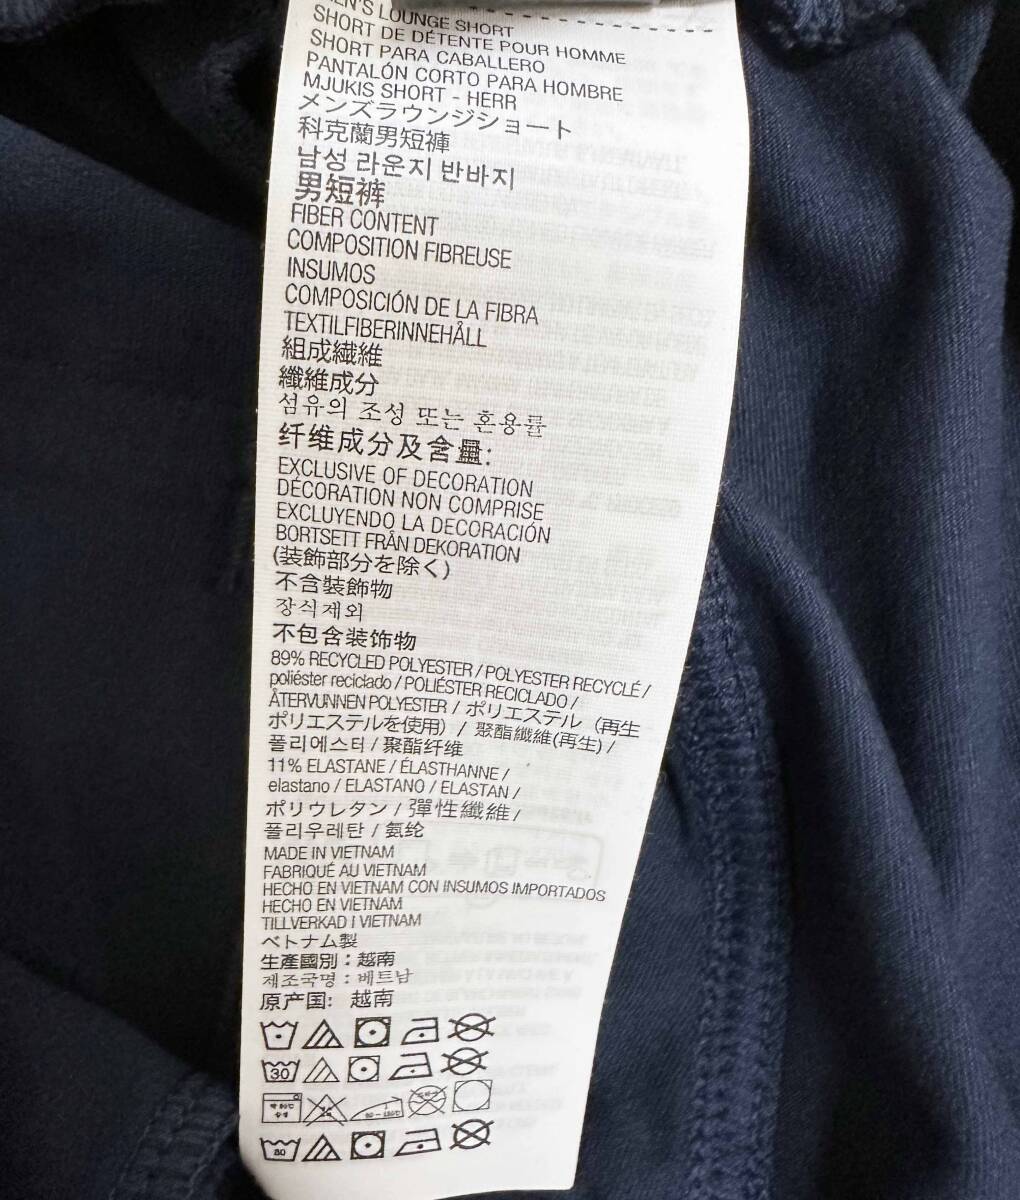 MEN'S LOUNGE SHORT
SHORT DE DÉTENTE POUR HOMME
SHORT PARA CABALLERO
PANTALÓN CORTO PARA HOMBRE
MJUKIS SHORT - HERR
メンズラウンジショート
科克蘭男短褲
남성 라운지 반바지
男短裤
FIBER CONTENT
COMPOSITION FIBREUSE
INSUMOS
COMPOSICIÓN DE LA FIBRA
TEXTILFIBERINNEHÅLL
組成繊維
纖維成分
섬유의 조성 또는 혼용률
纤维成分及含量:
EXCLUSIVE OF DECORATION
DÉCORATION NON COMPRISE
EXCLUYENDO LA DECORACIÓN
BORTSETT FRÅN DEKORATION
(装飾部分を除く)
不含裝飾物
장식제외
不包含装饰物
89% RECYCLED POLYESTER / POLYESTER RECYCLÉ /
poliéster reciclado / POLIÉSTER RECICLADO /
ÅTERVUNNEN POLYESTER / ポリエステル (再生
ポリエステルを使用) / 聚酯纖維(再生) /
폴리에스터 / 聚酯纤维
11% ELASTANE / ÉLASTHANNE /
elastano / ELASTANO / ELASTAN /
ポリウレタン / 彈性纖維 /
폴리우레탄 / 氨纶
MADE IN VIETNAM
FABRIQUÉ AU VIETNAM
HECHO EN VIETNAM CON INSUMOS IMPORTADOS
HECHO EN VIETNAM
TILLVERKAD I VIETNAM
ベトナム製
生產國別：越南
제조국명 : 베트남
原产国: 越南
30